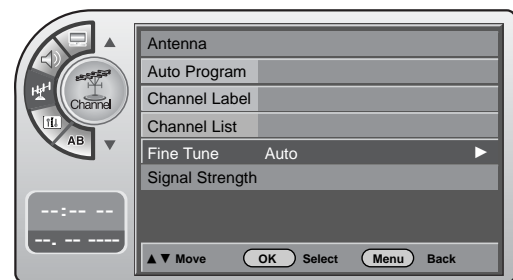 Antenna
Auto Program
Channel Label
Channel List
Fine Tune Auto ►
Signal Strength
▲▼ Move OK Select Menu Back
Channel
AB
--:-- --
--. -- ----